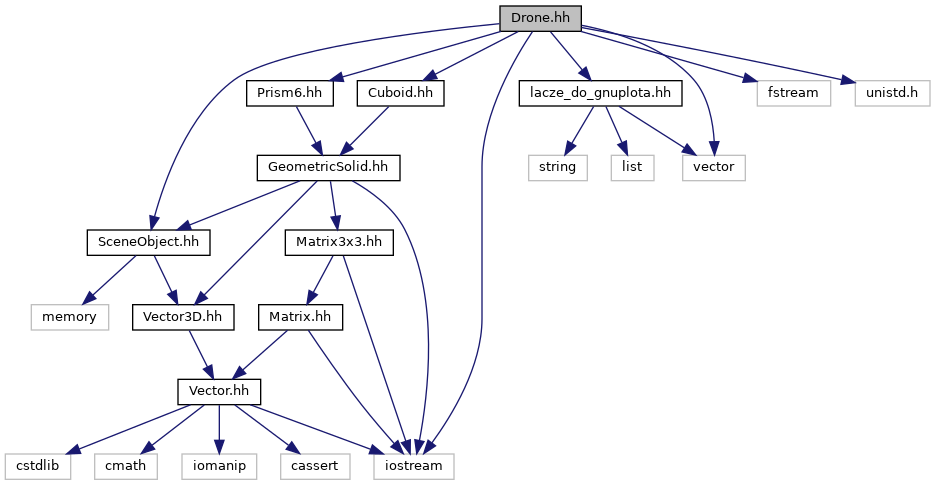 Drone.hh
Prism6.hh
Cuboid.hh
lacze_do_gnuplota.hh
fstream
unistd.h
GeometricSolid.hh
string
list
vector
SceneObject.hh
Matrix3x3.hh
memory
Vector3D.hh
Matrix.hh
Vector.hh
cstdlib
cmath
iomanip
cassert
iostream